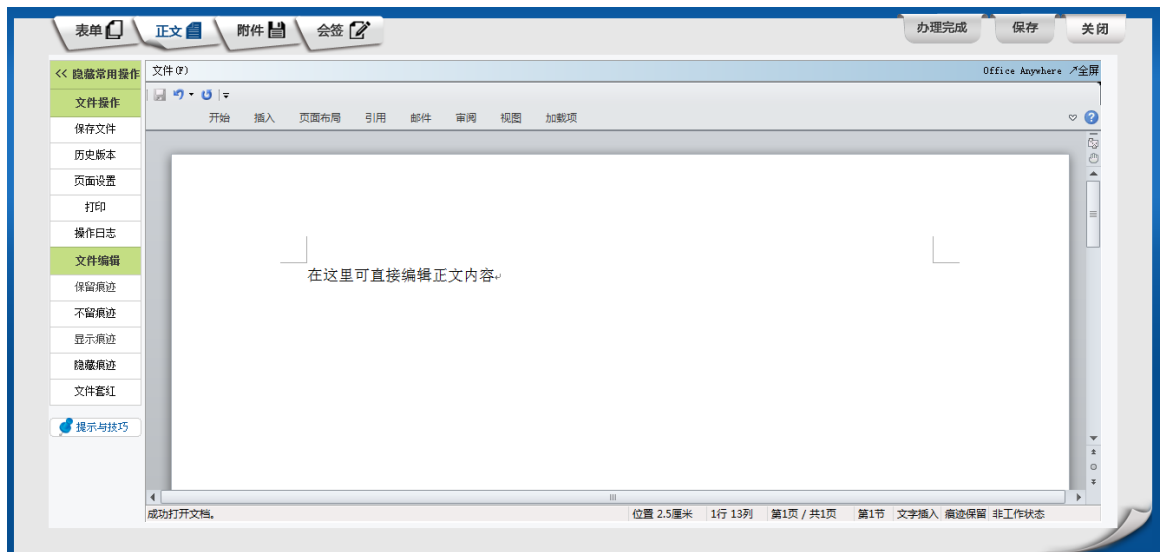 表单 正文 附件 会签 办理完成 保存 关闭
<< 隐藏常用操作
文件操作
保存文件
历史版本
页面设置
打印
操作日志
文件编辑
保留痕迹
不留痕迹
显示痕迹
隐藏痕迹
文件套红
提示与技巧
文件(F) Office Anywhere ↗全屏
开始 插入 页面布局 引用 邮件 审阅 视图 加载项
在这里可直接编辑正文内容
成功打开文档。 位置 2.5厘米 1行 13列 第1页 / 共1页 第1节 文字插入 痕迹保留 非工作状态